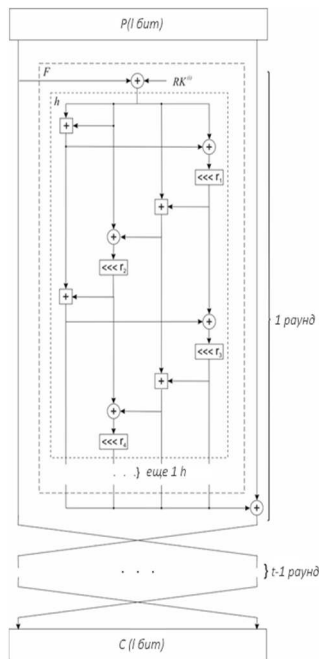 P(l бит)
F
RK⁽ⁱ⁾
h
+
+
+
+
<<< r₁
+
+
<<< r₂
+
+
<<< r₃
+
+
<<< r₄
1 раунд
. . .} еще 1 h
+
. . .
} t-1 раунд
C (l бит)